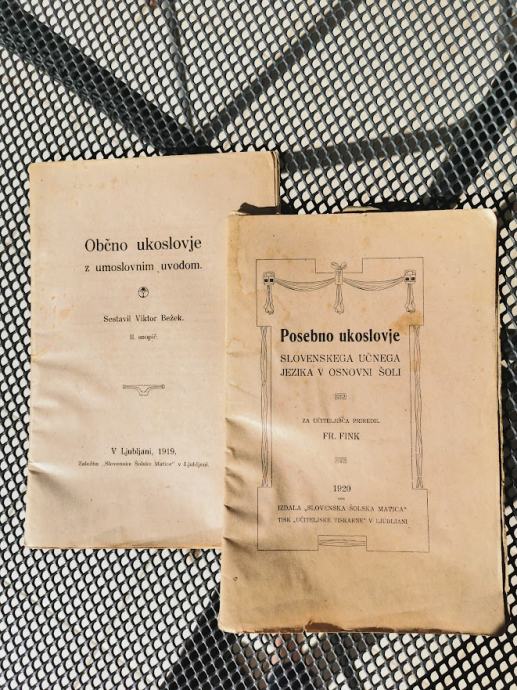 Občno ukoslovje
z umoslovnim uvodom.
Sestavil Viktor Bežek.
II. snopič.
V Ljubljani, 1919.
Založba „Slovenske Šolske Matice“ v Ljubljani.
Posebno ukoslovje
SLOVENSKEGA UČNEGA
JEZIKA V OSNOVNI ŠOLI
ZA UČITELJIŠČA PRIREDIL
FR. FINK
1920
IZDALA „SLOVENSKA ŠOLSKA MATICA“
TISK „UČITELJSKE TISKARNE“ V LJUBLJANI